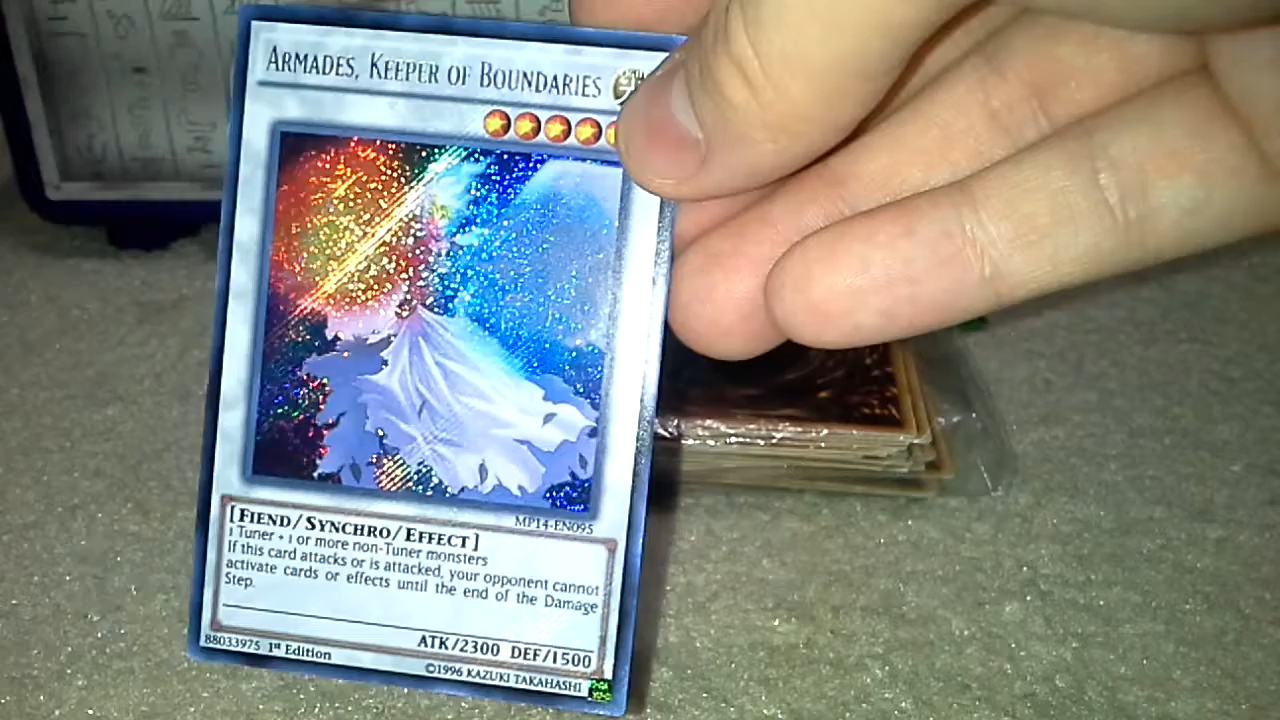 ARMADES, KEEPER OF BOUNDARIES
MP14-EN095
[FIEND/SYNCHRO/EFFECT]
1 Tuner + 1 or more non-Tuner monsters
If this card attacks or is attacked, your opponent cannot
activate cards or effects until the end of the Damage
Step.
ATK/2300 DEF/1500
88033975 1st Edition
©1996 KAZUKI TAKAHASHI